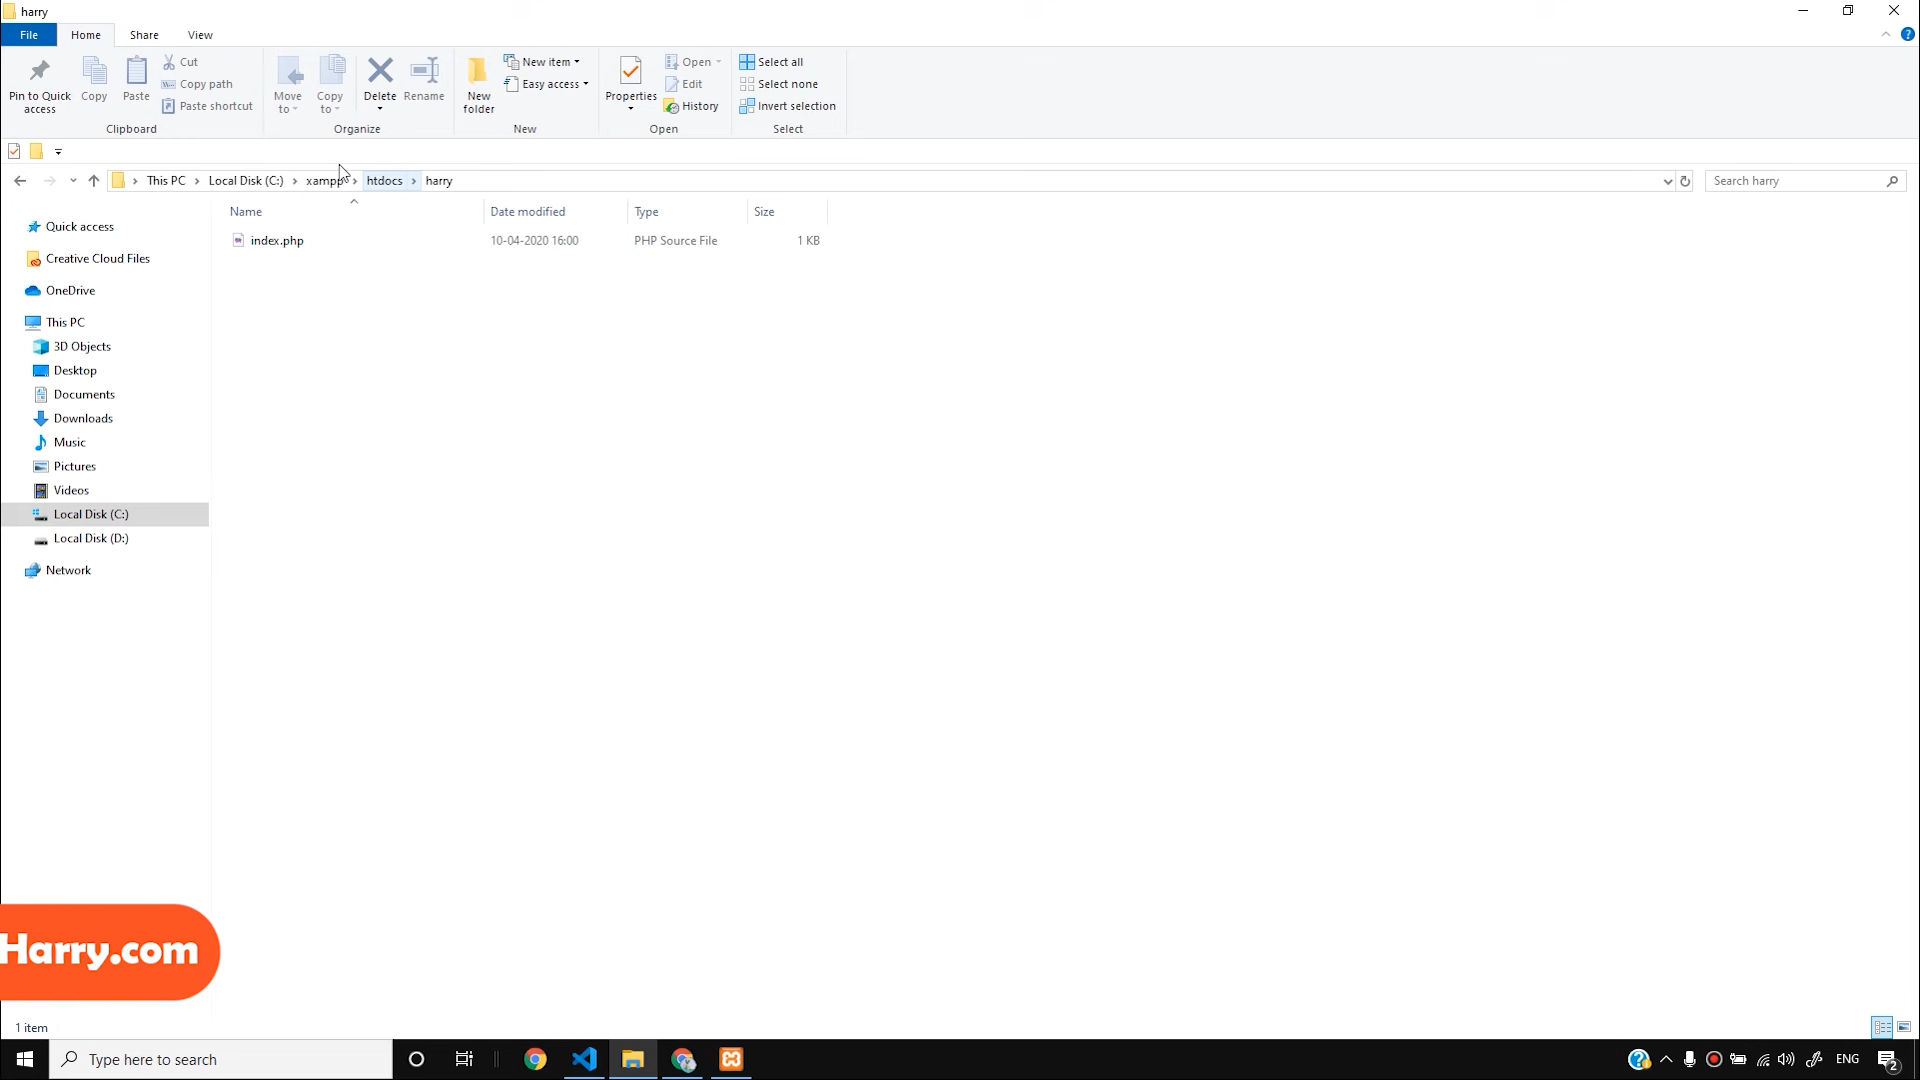 harry
File Home Share View
Pin to Quick access
Copy
Paste
Cut
Copy path
Paste shortcut
Clipboard
Move to
Copy to
Delete
Rename
Organize
New folder
New item
Easy access
New
Properties
Open
Edit
History
Open
Select all
Select none
Invert selection
Select
This PC Local Disk (C:) xampp htdocs harry
Search harry
Name Date modified Type Size
index.php 10-04-2020 16:00 PHP Source File 1 KB
Quick access
Creative Cloud Files
OneDrive
This PC
3D Objects
Desktop
Documents
Downloads
Music
Pictures
Videos
Local Disk (C:)
Local Disk (D:)
Network
Harry.com
1 item
Type here to search
ENG
2